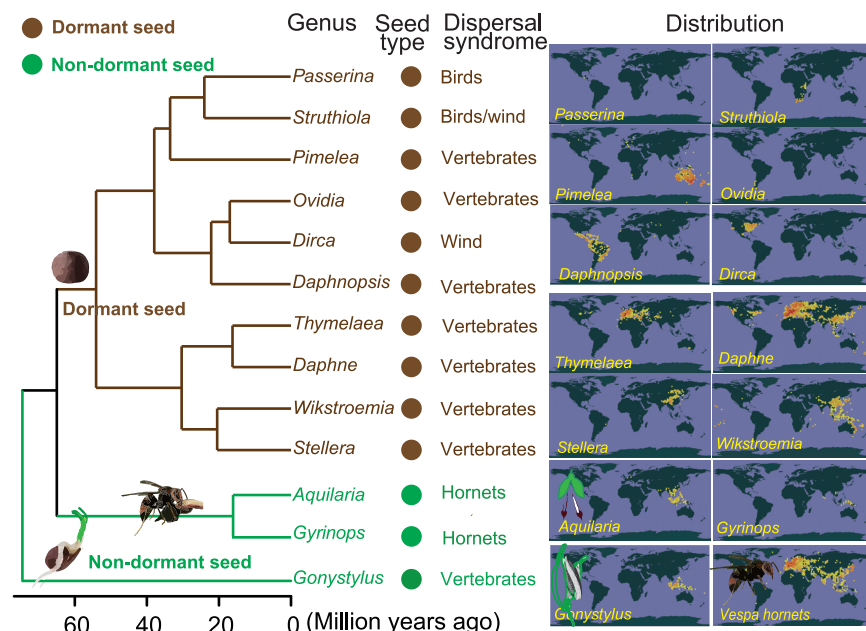 Dormant seed
Non-dormant seed
Genus
Seed type
Dispersal syndrome
Distribution
Passerina
Birds
Struthiola
Birds/wind
Pimelea
Vertebrates
Ovidia
Vertebrates
Dirca
Wind
Daphnopsis
Vertebrates
Thymelaea
Vertebrates
Daphne
Vertebrates
Wikstroemia
Vertebrates
Stellera
Vertebrates
Aquilaria
Hornets
Gyrinops
Hornets
Gonystylus
Vertebrates
Dormant seed
Non-dormant seed
60 40 20 0 (Million years ago)
Passerina
Struthiola
Pimelea
Ovidia
Daphnopsis
Dirca
Thymelaea
Daphne
Stellera
Wikstroemia
Aquilaria
Gyrinops
Gonystylus
Vespa hornets